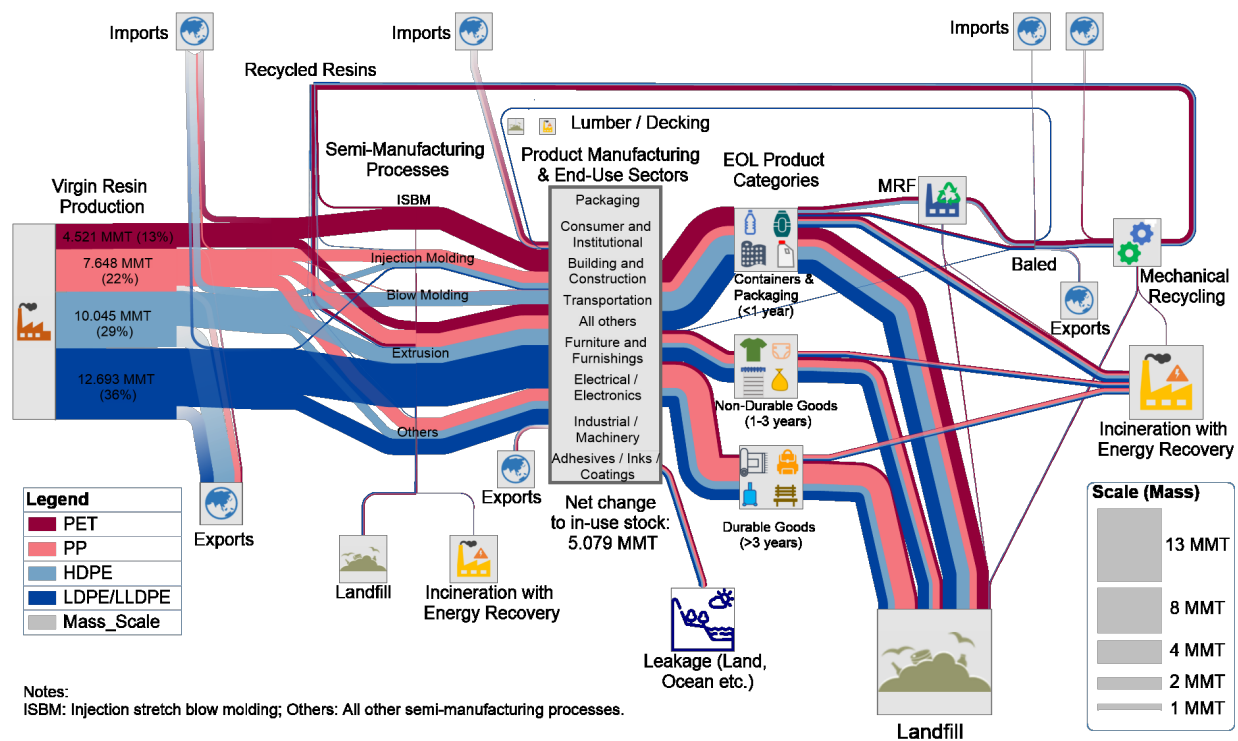 Imports
Imports
Imports
Recycled Resins
Lumber / Decking
Semi-Manufacturing
Processes
Product Manufacturing
& End-Use Sectors
EOL Product
Categories
MRF
Virgin Resin
Production
ISBM
Packaging
Consumer and
Institutional
4.521 MMT (13%)
7.648 MMT
(22%)
Injection Molding
Building and
Construction
Baled
Containers &
Packaging
(<1 year)
Mechanical
Recycling
Blow Molding
Transportation
Exports
10.045 MMT
(29%)
All others
Extrusion
Furniture and
Furnishings
12.693 MMT
(36%)
Electrical /
Electronics
Non-Durable Goods
(1-3 years)
Others
Industrial /
Machinery
Incineration with
Energy Recovery
Adhesives / Inks /
Coatings
Exports
Net change
to in-use stock:
5.079 MMT
Durable Goods
(>3 years)
Exports
Legend
PET
PP
HDPE
LDPE/LLDPE
Mass_Scale
Landfill
Incineration with
Energy Recovery
Leakage (Land,
Ocean etc.)
Landfill
Scale (Mass)
13 MMT
8 MMT
4 MMT
2 MMT
1 MMT
Notes:
ISBM: Injection stretch blow molding; Others: All other semi-manufacturing processes.